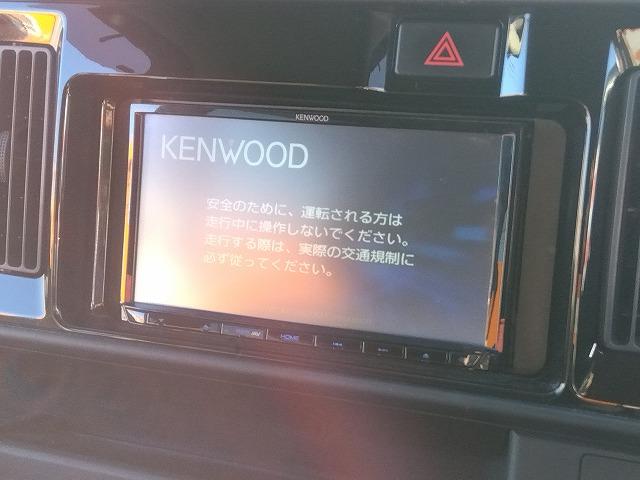 KENWOOD
KENWOOD
安全のために、運転される方は
走行中に操作しないでください。
走行する際は、実際の交通規制に
必ず従ってください。
AV
HOME